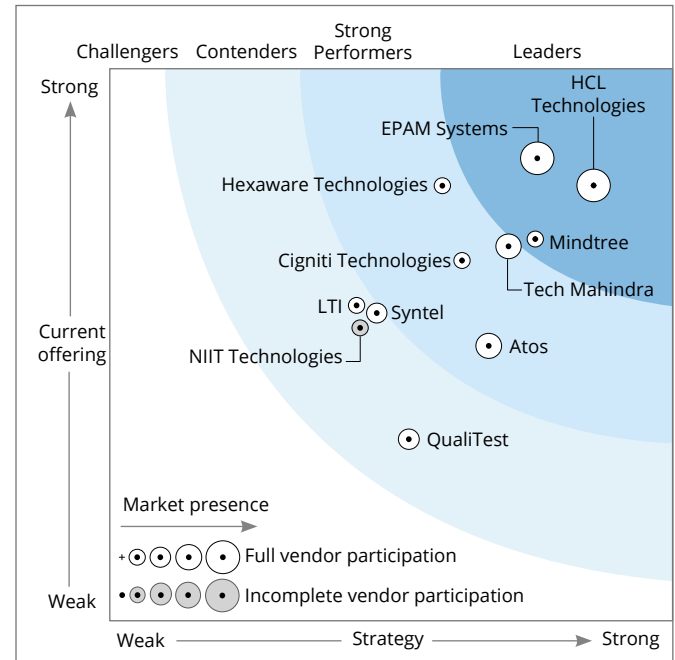 Challengers
Contenders
Strong
Performers
Leaders
Strong
HCL
Technologies
EPAM Systems
Hexaware Technologies
Mindtree
Cigniti Technologies
Tech Mahindra
LTI
Syntel
Current
offering
NIIT Technologies
Atos
QualiTest
Market presence
Full vendor participation
Incomplete vendor participation
Weak
Weak
Strategy
Strong